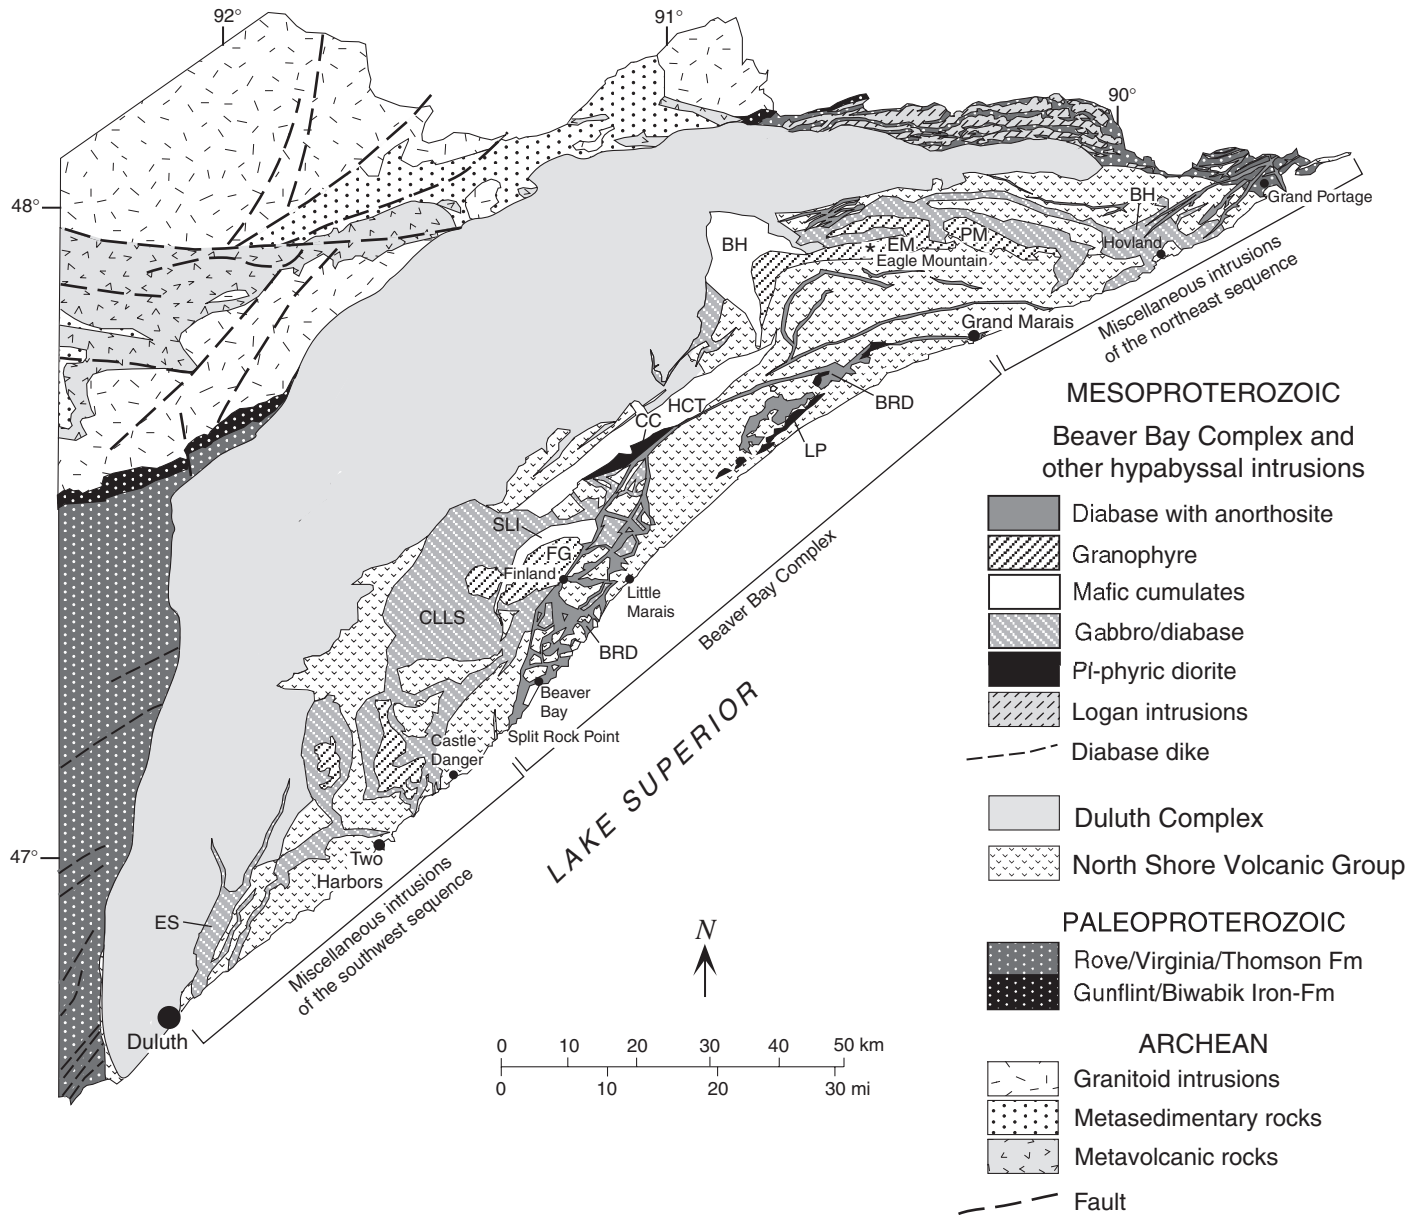 92°
91°
90°
48°
47°
BH
Grand Portage
Hovland
BH
PM
* EM
Eagle Mountain
Grand Marais
Miscellaneous intrusions
of the northeast sequence
HCT
CC
BRD
LP
SLI
FG
Finland
CLLS
Little
Marais
BRD
Beaver
Bay
Split Rock Point
Castle
Danger
Beaver Bay Complex
Two
Harbors
ES
Duluth
Miscellaneous intrusions
of the southwest sequence
LAKE SUPERIOR
N
0 10 20 30 40 50 km
0 10 20 30 mi
MESOPROTEROZOIC
Beaver Bay Complex and
other hypabyssal intrusions
Diabase with anorthosite
Granophyre
Mafic cumulates
Gabbro/diabase
Pl-phyric diorite
Logan intrusions
Diabase dike
Duluth Complex
North Shore Volcanic Group
PALEOPROTEROZOIC
Rove/Virginia/Thomson Fm
Gunflint/Biwabik Iron-Fm
ARCHEAN
Granitoid intrusions
Metasedimentary rocks
Metavolcanic rocks
Fault